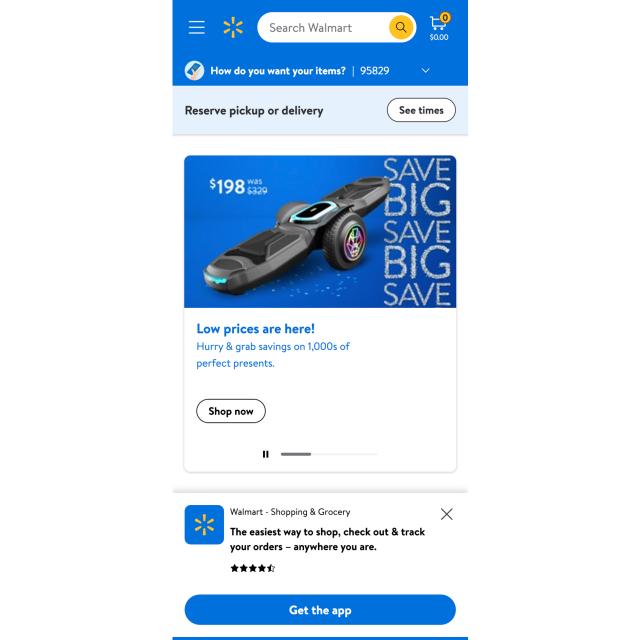 Search Walmart
0
$0.00
How do you want your items? | 95829
Reserve pickup or delivery
See times
$198 was $329
SAVE
BIG
SAVE
BIG
SAVE
Low prices are here!
Hurry & grab savings on 1,000s of
perfect presents.
Shop now
Walmart - Shopping & Grocery
The easiest way to shop, check out & track
your orders – anywhere you are.
Get the app